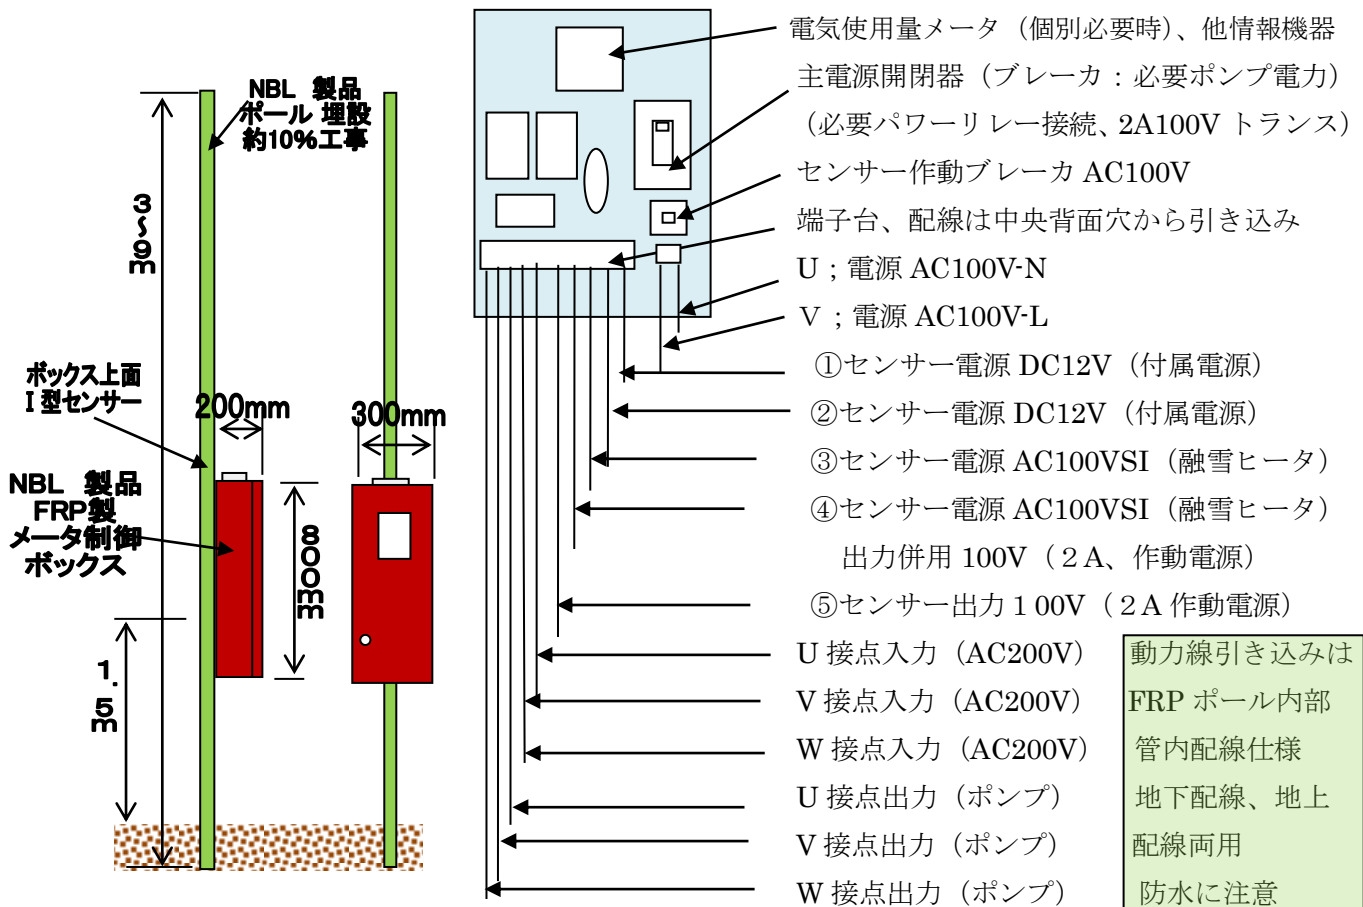 NBL 製品
ポール 埋設
約10%工事
3~9m
ボックス上面
I 型センサー
200mm
300mm
NBL 製品
FRP製
メータ制御
ボックス
800mm
1.5m
電気使用量メータ（個別必要時）、他情報機器
主電源開閉器（ブレーカ：必要ポンプ電力）
（必要パワーリレー接続、2A100V トランス）
センサー作動ブレーカ AC100V
端子台、配線は中央背面穴から引き込み
U；電源 AC100V-N
V；電源 AC100V-L
①センサー電源 DC12V（付属電源）
②センサー電源 DC12V（付属電源）
③センサー電源 AC100VSI（融雪ヒータ）
④センサー電源 AC100VSI（融雪ヒータ）
出力併用 100V（２A、作動電源）
⑤センサー出力１00V（２A 作動電源）
U 接点入力（AC200V）
V 接点入力（AC200V）
W 接点入力（AC200V）
U 接点出力（ポンプ）
V 接点出力（ポンプ）
W 接点出力（ポンプ）
動力線引き込みは
FRP ポール内部
管内配線仕様
地下配線、地上
配線両用
防水に注意